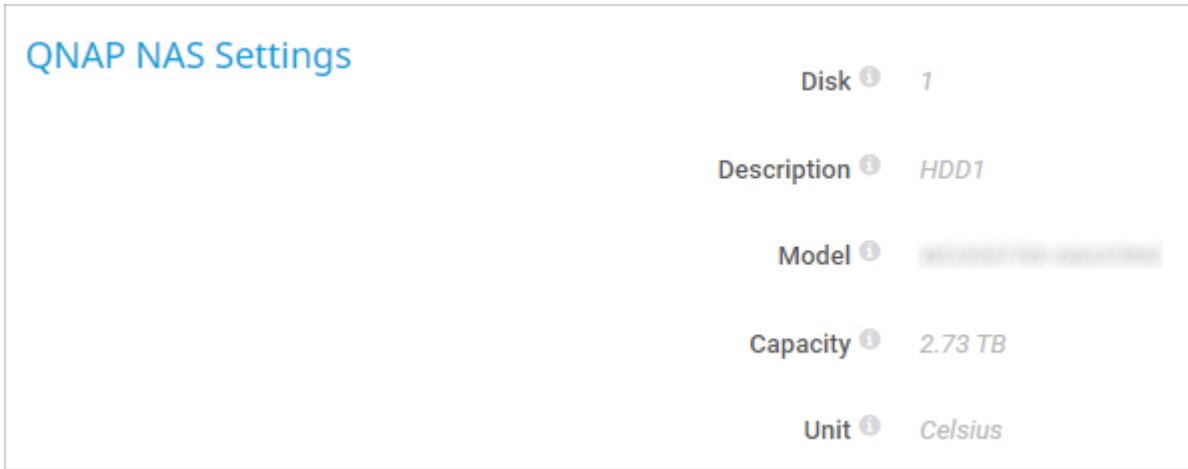 QNAP NAS Settings
Disk 1
Description HDD1
Model
Capacity 2.73 TB
Unit Celsius